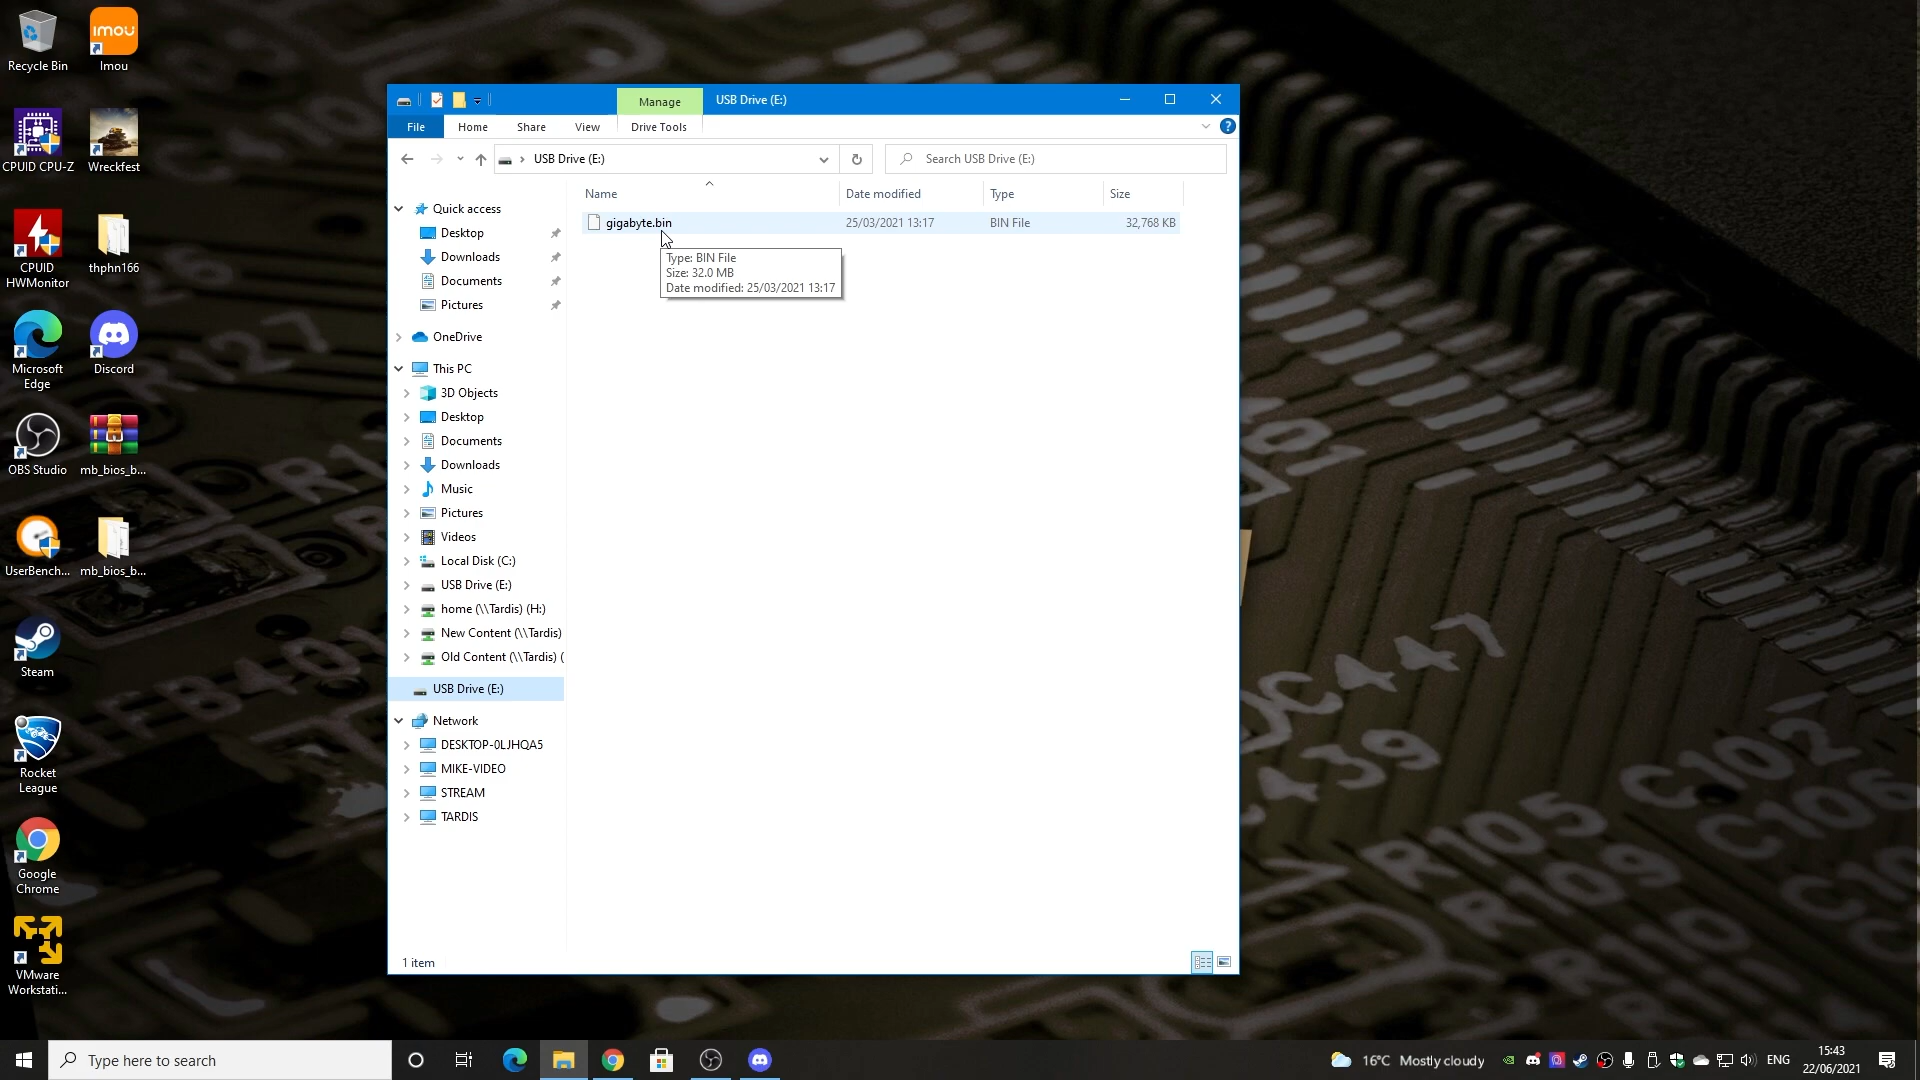 Recycle Bin
imou
Imou
CPUID CPU-Z
Wreckfest
CPUID
HWMonitor
thphn166
Microsoft
Edge
Discord
OBS Studio
mb_bios_b...
UserBench...
mb_bios_b...
Steam
Rocket
League
Google
Chrome
VMware
Workstati...
Manage
USB Drive (E:)
File
Home
Share
View
Drive Tools
USB Drive (E:)
Search USB Drive (E:)
Name
Date modified
Type
Size
gigabyte.bin
25/03/2021 13:17
BIN File
32,768 KB
Type: BIN File
Size: 32.0 MB
Date modified: 25/03/2021 13:17
Quick access
Desktop
Downloads
Documents
Pictures
OneDrive
This PC
3D Objects
Desktop
Documents
Downloads
Music
Pictures
Videos
Local Disk (C:)
USB Drive (E:)
home (\\Tardis) (H:)
New Content (\\Tardis)
Old Content (\\Tardis) (
USB Drive (E:)
Network
DESKTOP-0LJHQA5
MIKE-VIDEO
STREAM
TARDIS
1 item
R105
C102
R109
Type here to search
16°C Mostly cloudy
ENG
15:43
22/06/2021